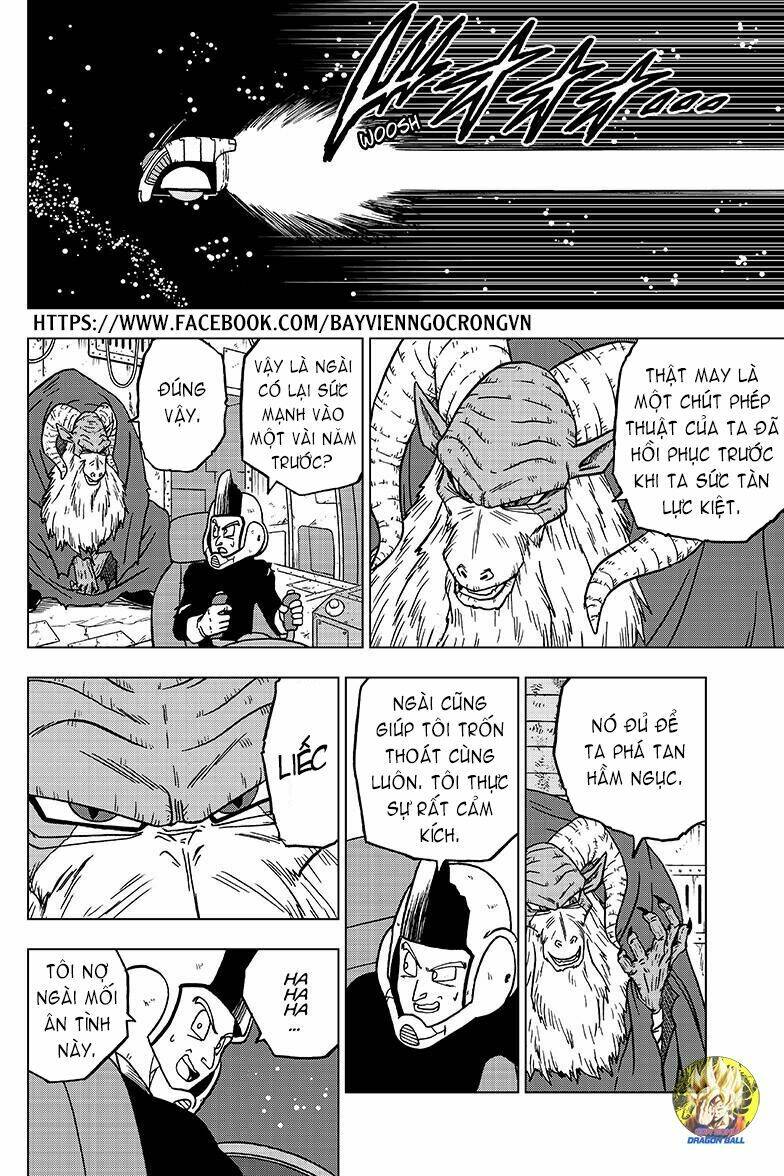 WOOSH
HTTPS://WWW.FACEBOOK.COM/BAYVIENNGOCRONGVN
ĐÚNG
VẬY.
VẬY LÀ NGÀI
CÓ LẠI SỨC
MẠNH VÀO
MỘT VÀI NĂM
TRƯỚC?
THẬT MAY LÀ
MỘT CHÚT PHÉP
THUẬT CỦA TA ĐÃ
HỒI PHỤC TRƯỚC
KHI TA SỨC TÀN
LỰC KIỆT.
LIẾC
NGÀI CŨNG
GIÚP TÔI TRỐN
THOÁT CÙNG
LUÔN. TÔI THỰC
SỰ RẤT CẢM
KÍCH.
NÓ ĐỦ ĐỂ
TA PHÁ TAN
HẦM NGỤC.
TÔI NỢ
NGÀI MỐI
ÂN TÌNH
NÀY.
HA
HA
HA
...
DRAGON BALL